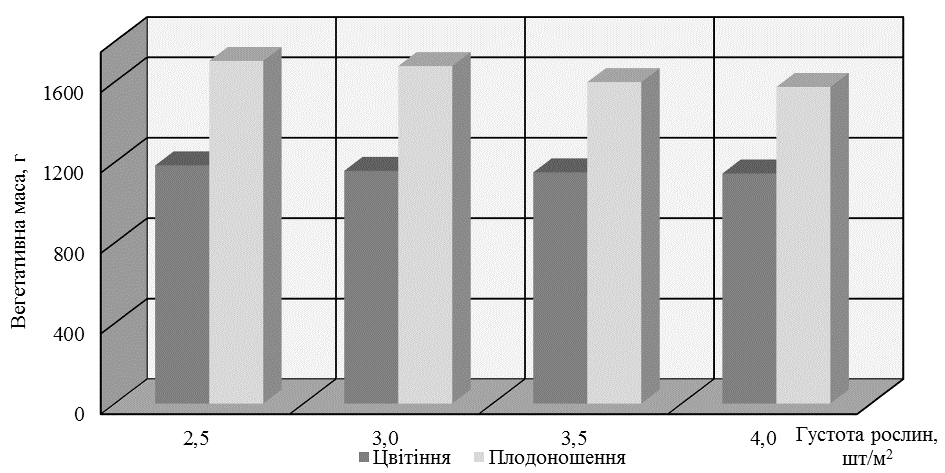 Вегетативна маса, г
1600
1200
800
400
0
2,5 3,0 3,5 4,0
Густота рослин,
шт/м²
Цвітіння Плодоношення